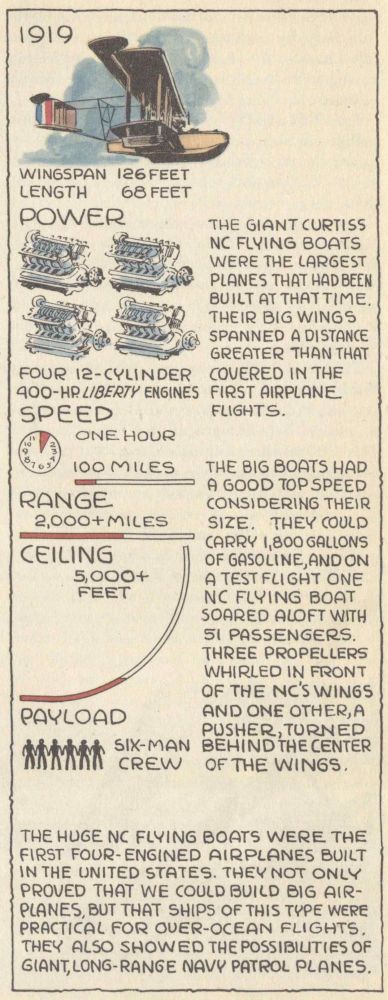 1919
WINGSPAN 126 FEET
LENGTH 68 FEET
POWER
FOUR 12-CYLINDER
400-HP LIBERTY ENGINES
THE GIANT CURTISS
NC FLYING BOATS
WERE THE LARGEST
PLANES THAT HAD BEEN
BUILT AT THAT TIME.
THEIR BIG WINGS
SPANNED A DISTANCE
GREATER THAN THAT
COVERED IN THE
FIRST AIRPLANE
FLIGHTS.
SPEED
ONE HOUR
100 MILES
RANGE
2,000+ MILES
CEILING
5,000+
FEET
PAYLOAD
SIX-MAN
CREW
THE BIG BOATS HAD
A GOOD TOP SPEED
CONSIDERING THEIR
SIZE. THEY COULD
CARRY 1,800 GALLONS
OF GASOLINE, AND ON
A TEST FLIGHT ONE
NC FLYING BOAT
SOARED ALOFT WITH
51 PASSENGERS.
THREE PROPELLERS
WHIRLED IN FRONT
OF THE NC'S WINGS
AND ONE OTHER, A
PUSHER, TURNED
BEHIND THE CENTER
OF THE WINGS.
THE HUGE NC FLYING BOATS WERE THE
FIRST FOUR-ENGINED AIRPLANES BUILT
IN THE UNITED STATES. THEY NOT ONLY
PROVED THAT WE COULD BUILD BIG AIR-
PLANES, BUT THAT SHIPS OF THIS TYPE WERE
PRACTICAL FOR OVER-OCEAN FLIGHTS.
THEY ALSO SHOWED THE POSSIBILITIES OF
GIANT, LONG-RANGE NAVY PATROL PLANES.